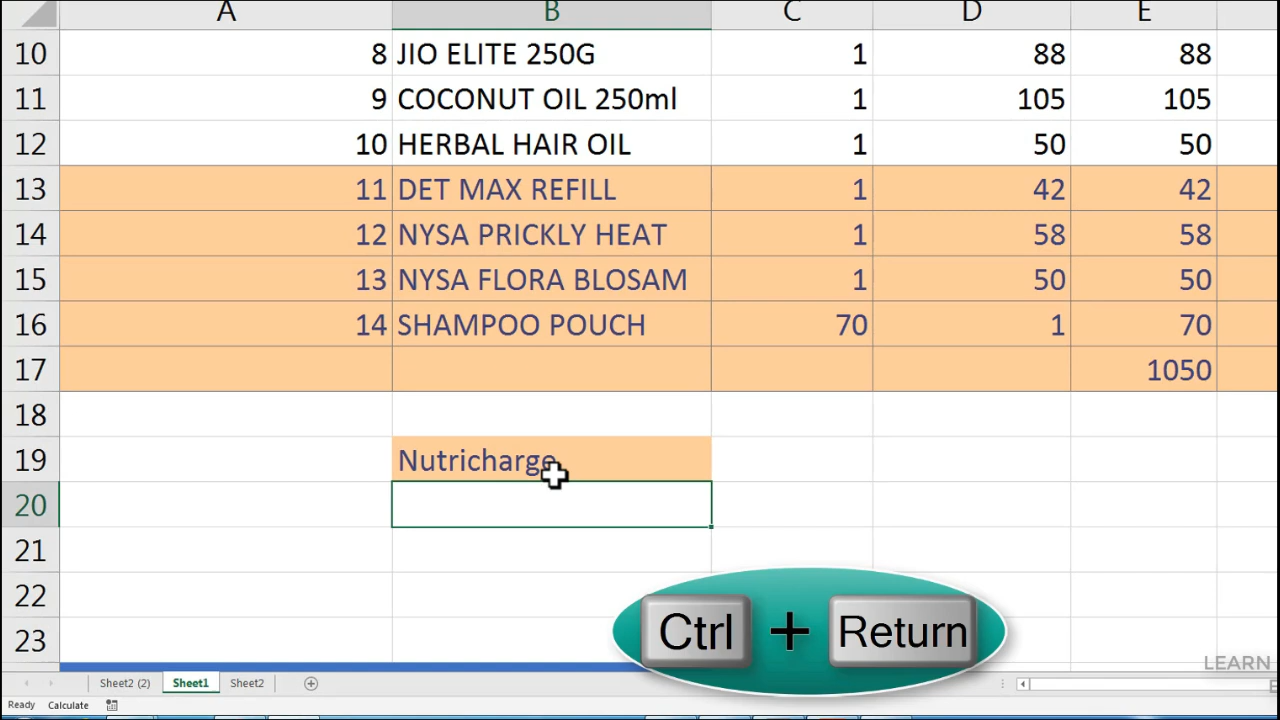 A B C D E
10 8 JIO ELITE 250G 1 88 88
11 9 COCONUT OIL 250ml 1 105 105
12 10 HERBAL HAIR OIL 1 50 50
13 11 DET MAX REFILL 1 42 42
14 12 NYSA PRICKLY HEAT 1 58 58
15 13 NYSA FLORA BLOSAM 1 50 50
16 14 SHAMPOO POUCH 70 1 70
17 1050
18
19 Nutricharge
20
21
22
23
Ctrl + Return
LEARN
Sheet2 (2) Sheet1 Sheet2
E
Ready Calculate